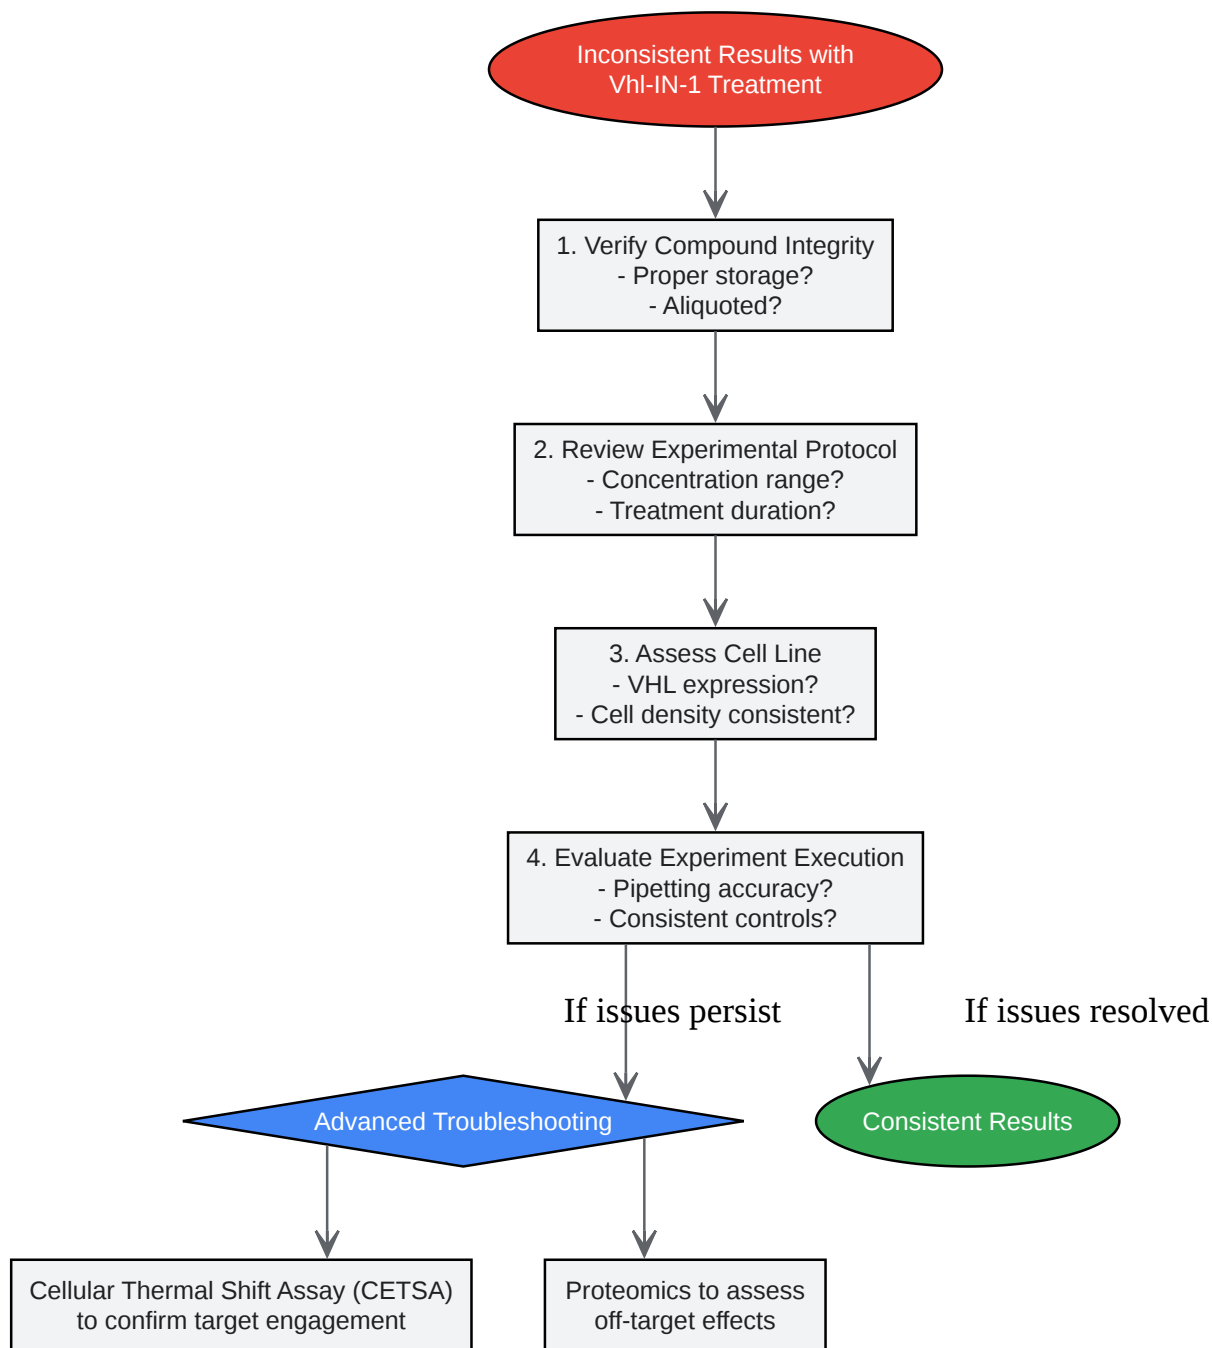 Inconsistent Results with
Vhl-IN-1 Treatment
1. Verify Compound Integrity
- Proper storage?
- Aliquoted?
2. Review Experimental Protocol
- Concentration range?
- Treatment duration?
3. Assess Cell Line
- VHL expression?
- Cell density consistent?
4. Evaluate Experiment Execution
- Pipetting accuracy?
- Consistent controls?
If issues persist
If issues resolved
Advanced Troubleshooting
Consistent Results
Cellular Thermal Shift Assay (CETSA)
to confirm target engagement
Proteomics to assess
off-target effects